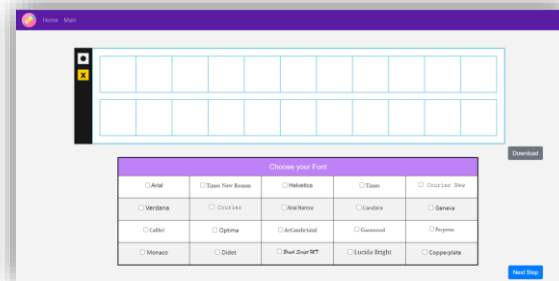 Home Main
X
Download
Choose your Font
Arial Times New Roman Helvetica Times Courier New
Verdana Courier Arial Narrow Candara Geneva
Calibri Optima Garamond Perpetua
Monaco Didot Brush Script MT Lucida Bright Copperplate
Next Step